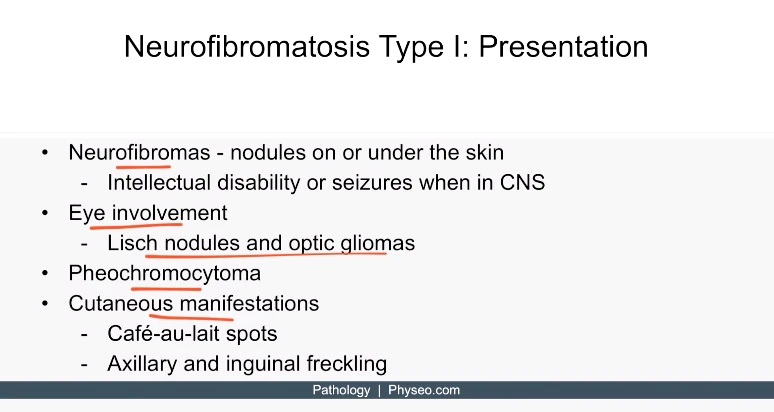 Neurofibromatosis Type I: Presentation
• Neurofibromas - nodules on or under the skin
- Intellectual disability or seizures when in CNS
• Eye involvement
- Lisch nodules and optic gliomas
• Pheochromocytoma
• Cutaneous manifestations
- Café-au-lait spots
- Axillary and inguinal freckling
Pathology | Physeo.com